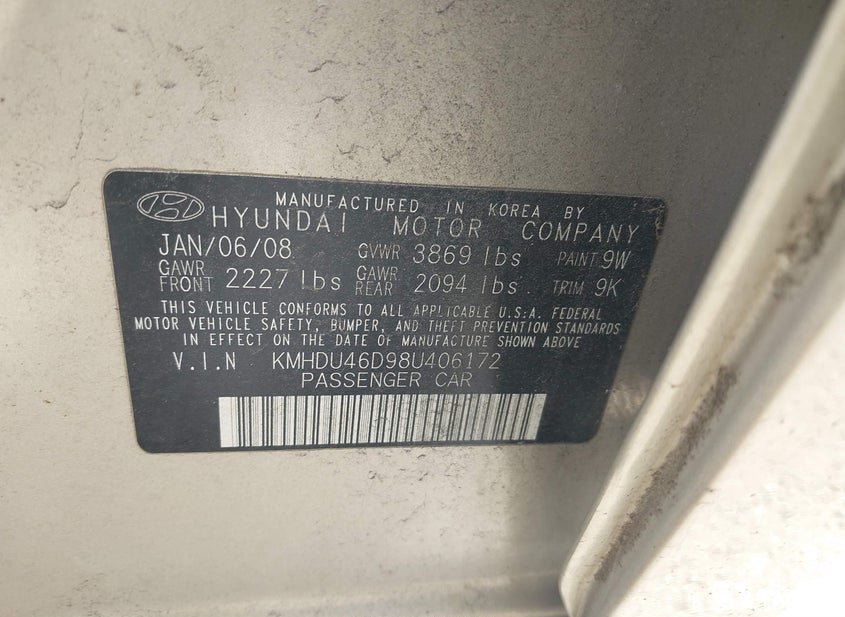 MANUFACTURED IN KOREA BY
HYUNDAI MOTOR COMPANY
JAN/06/08 GVWR 3869 lbs PAINT 9W
GAWR FRONT 2227 lbs GAWR REAR 2094 lbs. TRIM 9K
THIS VEHICLE CONFORMS TO ALL APPLICABLE U.S.A. FEDERAL
MOTOR VEHICLE SAFETY, BUMPER, AND THEFT PREVENTION STANDARDS
IN EFFECT ON THE DATE OF MANUFACTURE SHOWN ABOVE
V.I.N KMHDU46D98U406172
PASSENGER CAR